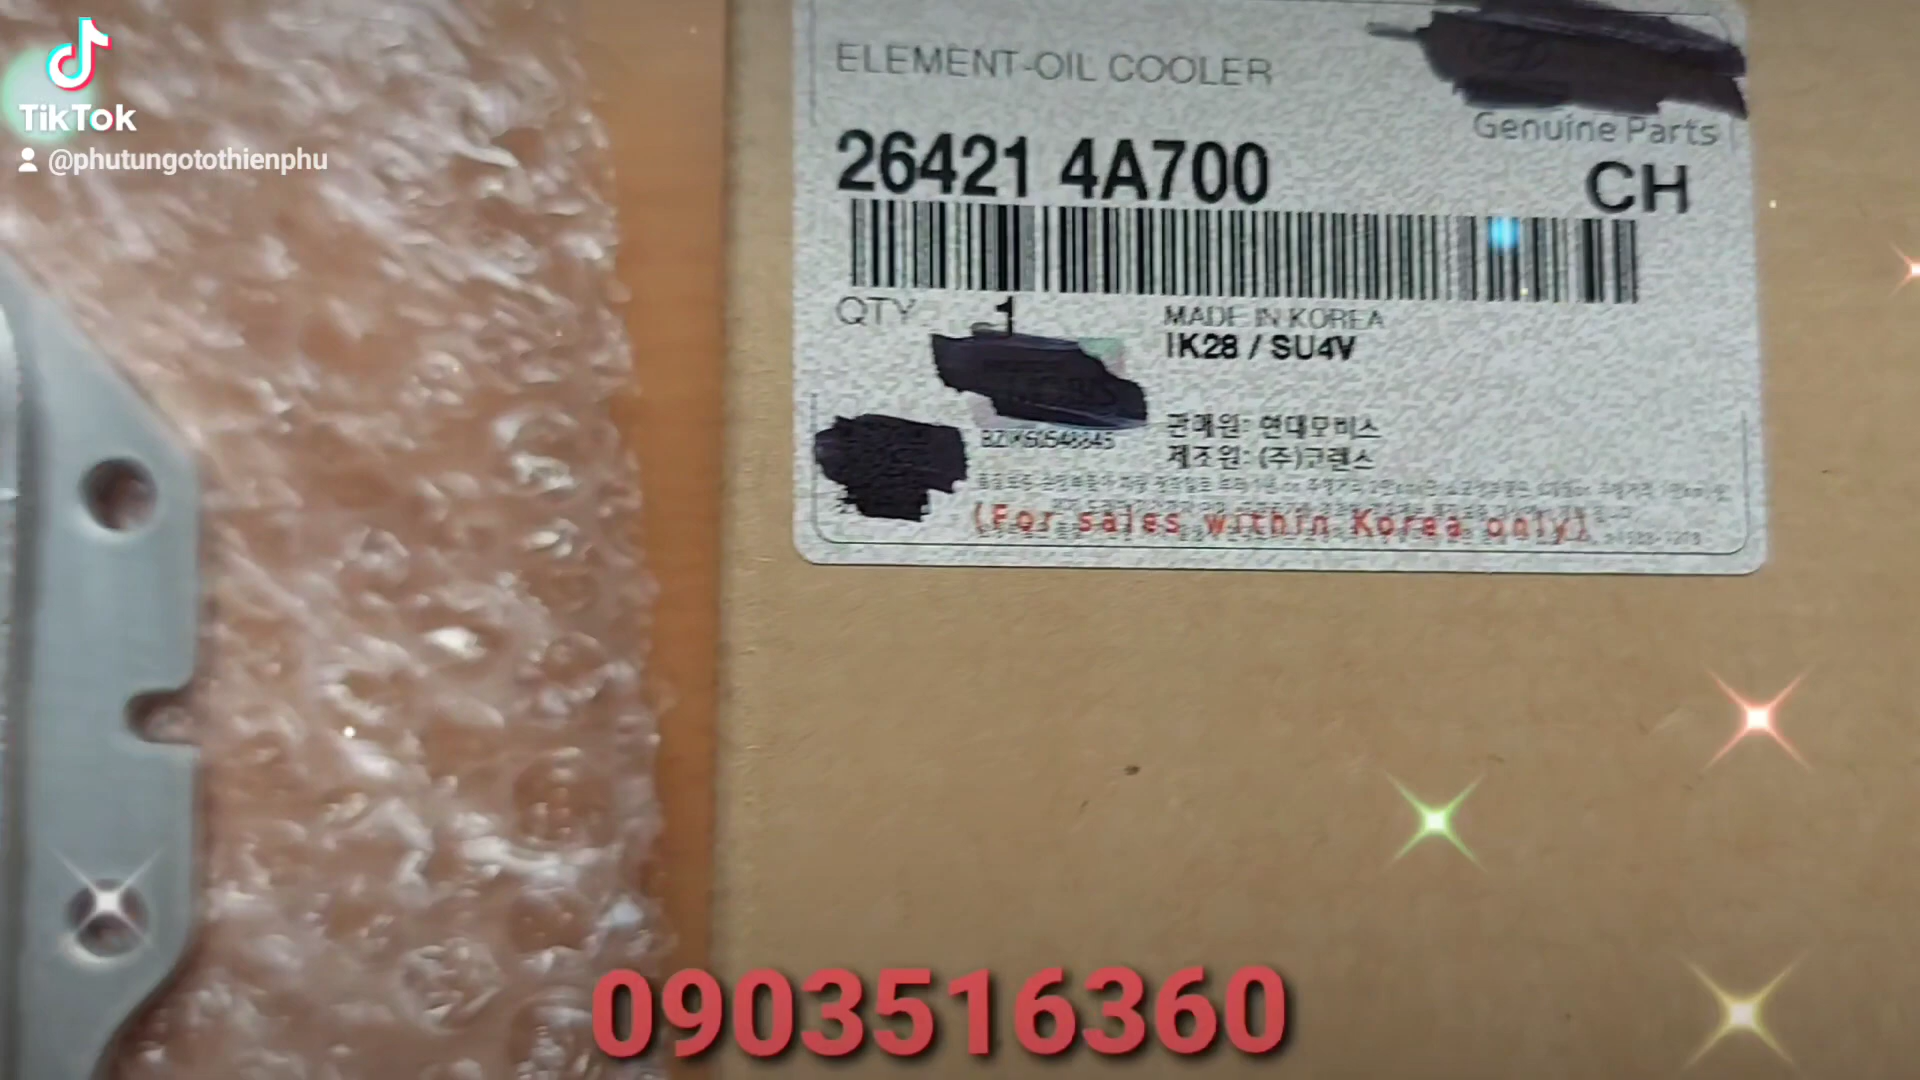 TikTok
@phutungotothienphu
ELEMENT-OIL COOLER
Genuine Parts
26421 4A700
CH
QTY 1
MADE IN KOREA
IK28 / SU4V
판매원: 현대모비스
제조원: (주)코렌스
(For sales within Korea only)
0903516360